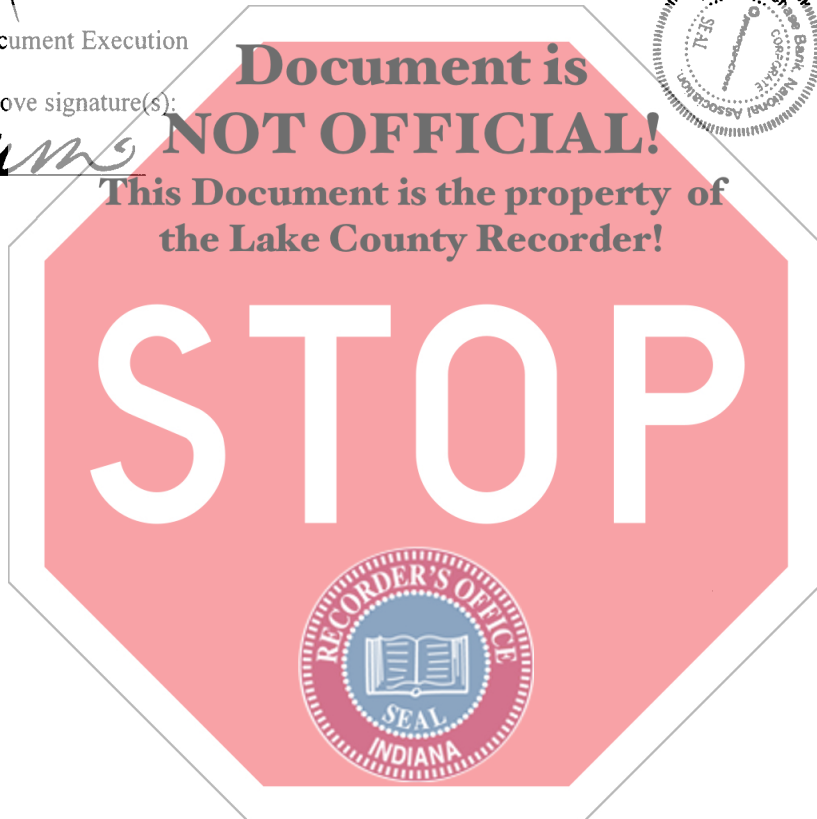 cument Execution
ove signature(s):
Document is
NOT OFFICIAL!
This Document is the property of
the Lake County Recorder!
STOP
RECORDER'S OFFICE
SEAL
INDIANA
SEAL
CORPORATE
hase Bank National Association